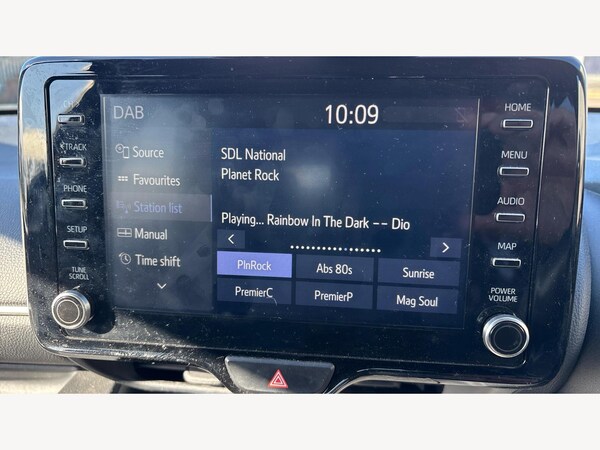 DAB
10:09
CH
TRACK
PHONE
SETUP
TUNE
SCROLL
Source
Favourites
Station list
Manual
Time shift
SDL National
Planet Rock
Playing... Rainbow In The Dark -- Dio
PlnRock
Abs 80s
Sunrise
PremierC
PremierP
Mag Soul
HOME
MENU
AUDIO
MAP
POWER
VOLUME